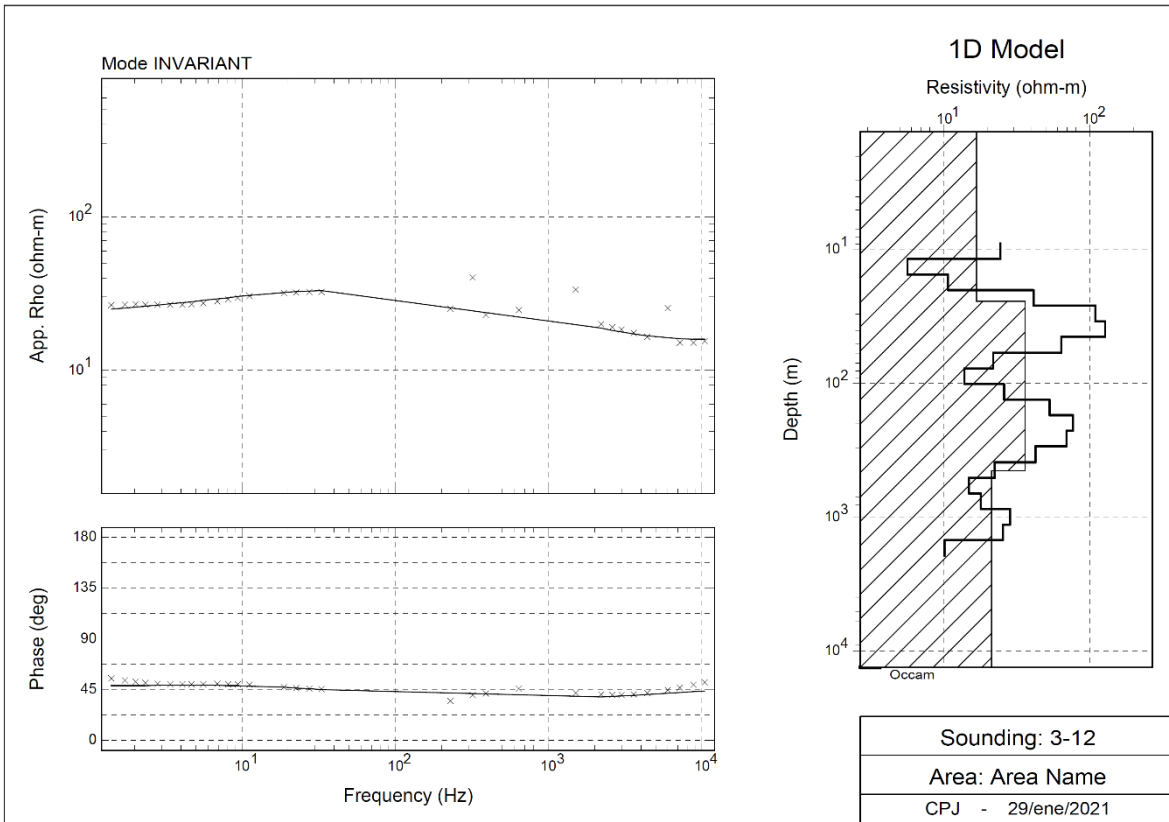 Mode INVARIANT
App. Rho (ohm-m)
10²
10¹
Phase (deg)
180
135
90
45
0
10¹
10²
10³
10⁴
Frequency (Hz)
1D Model
Resistivity (ohm-m)
10¹
10²
Depth (m)
10¹
10²
10³
10⁴
Occam
Sounding: 3-12
Area: Area Name
CPJ - 29/ene/2021